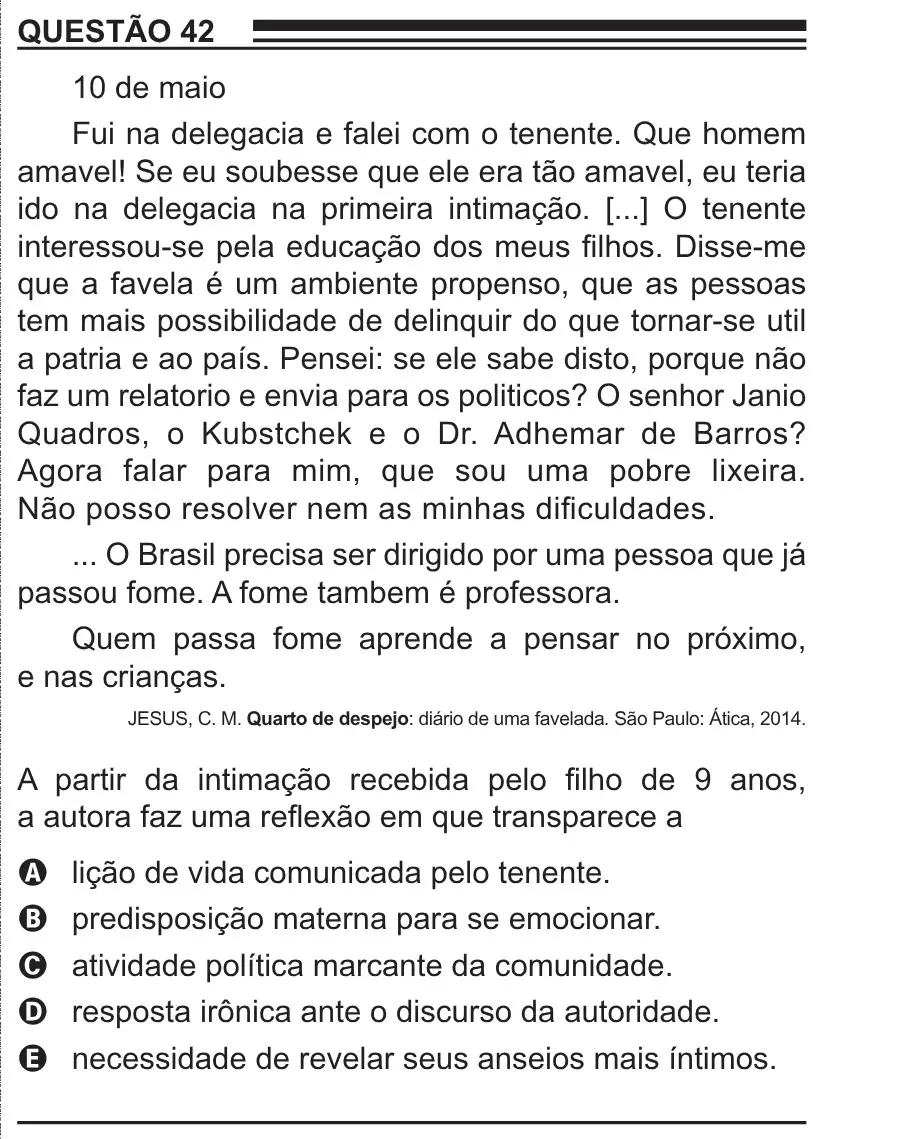 QUESTÃO 42
10 de maio
Fui na delegacia e falei com o tenente. Que homem
amavel! Se eu soubesse que ele era tão amavel, eu teria
ido na delegacia na primeira intimação. [...] O tenente
interessou-se pela educação dos meus filhos. Disse-me
que a favela é um ambiente propenso, que as pessoas
tem mais possibilidade de delinquir do que tornar-se util
a patria e ao país. Pensei: se ele sabe disto, porque não
faz um relatorio e envia para os politicos? O senhor Janio
Quadros, o Kubstchek e o Dr. Adhemar de Barros?
Agora falar para mim, que sou uma pobre lixeira.
Não posso resolver nem as minhas dificuldades.
... O Brasil precisa ser dirigido por uma pessoa que já
passou fome. A fome tambem é professora.
Quem passa fome aprende a pensar no próximo,
e nas crianças.
JESUS, C. M. Quarto de despejo: diário de uma favelada. São Paulo: Ática, 2014.
A partir da intimação recebida pelo filho de 9 anos,
a autora faz uma reflexão em que transparece a
A lição de vida comunicada pelo tenente.
B predisposição materna para se emocionar.
C atividade política marcante da comunidade.
D resposta irônica ante o discurso da autoridade.
E necessidade de revelar seus anseios mais íntimos.